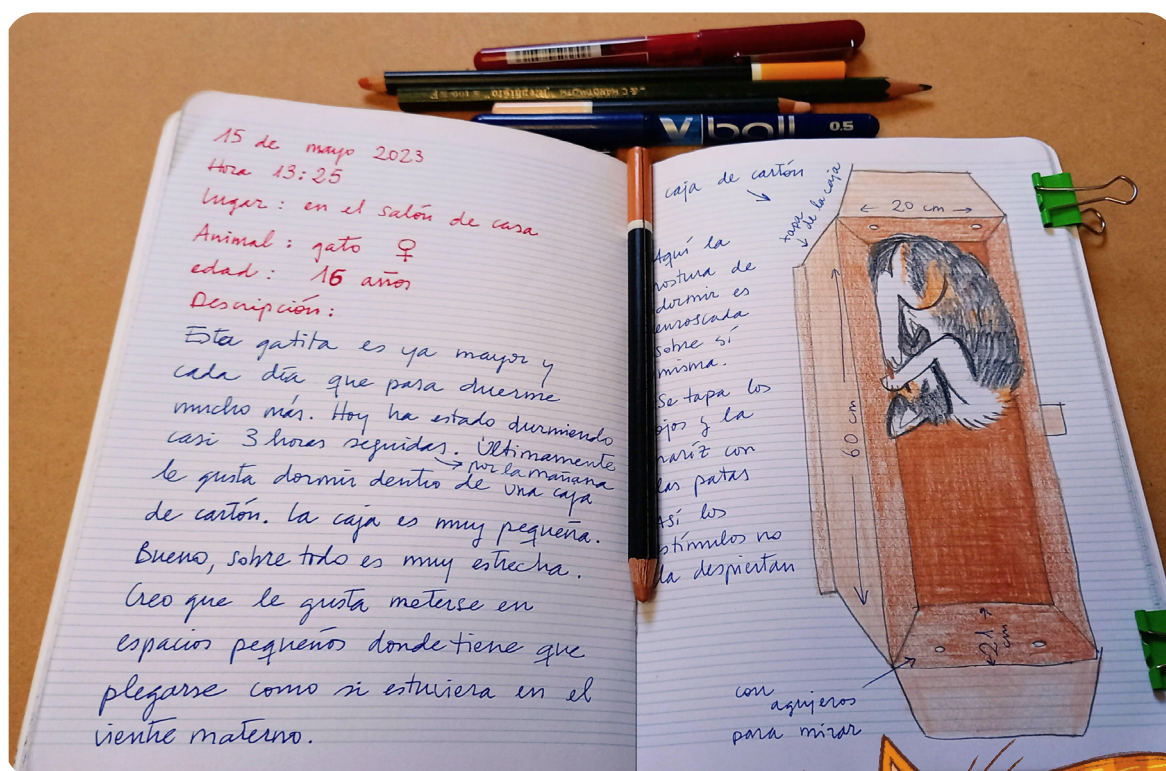 V ball 0.5
15 de mayo 2023
Hora 13:25
Lugar: en el salón de casa
Animal: gato ♀
edad: 16 años
Descripción:
Esta gatita es ya mayor y
cada día que pasa duerme
mucho más. Hoy ha estado durmiendo
casi 3 horas seguidas. Últimamente
→ por la mañana
le gusta dormir dentro de una caja
de cartón. La caja es muy pequeña.
Bueno, sobre todo es muy estrecha.
Creo que le gusta meterse en
espacios pequeños donde tiene que
plegarse como si estuviera en el
vientre materno.
caja de cartón
tapa
de la caja
← 20 cm →
Aquí la
postura de
dormir es
enroscada
sobre sí
misma.
Se tapa los
ojos y la
naríz con
las patas
Así los
estímulos no
la despiertan
60 cm
21
cm
con
agujeros
para mirar